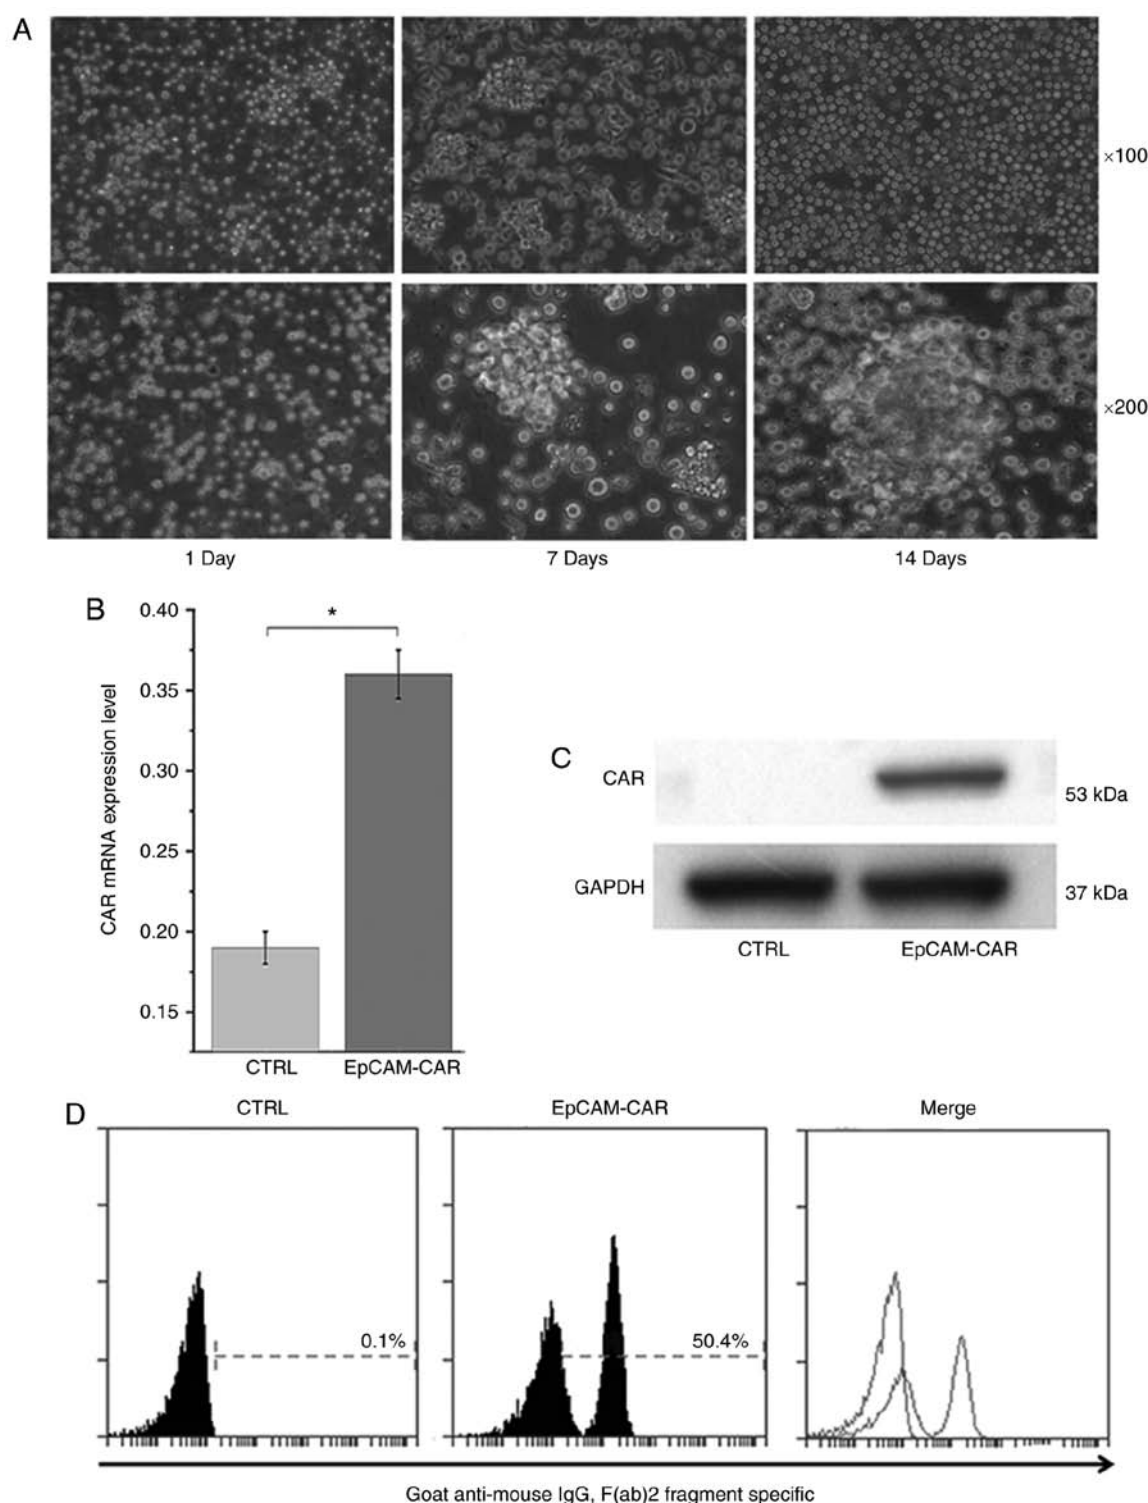 A
×100
×200
1 Day
7 Days
14 Days
B
0.40
*
0.35
0.30
0.25
0.20
0.15
CAR mRNA expression level
CTRL
EpCAM-CAR
C
CAR
53 kDa
GAPDH
37 kDa
CTRL
EpCAM-CAR
D
CTRL
EpCAM-CAR
Merge
0.1%
50.4%
Goat anti-mouse IgG, F(ab)2 fragment specific